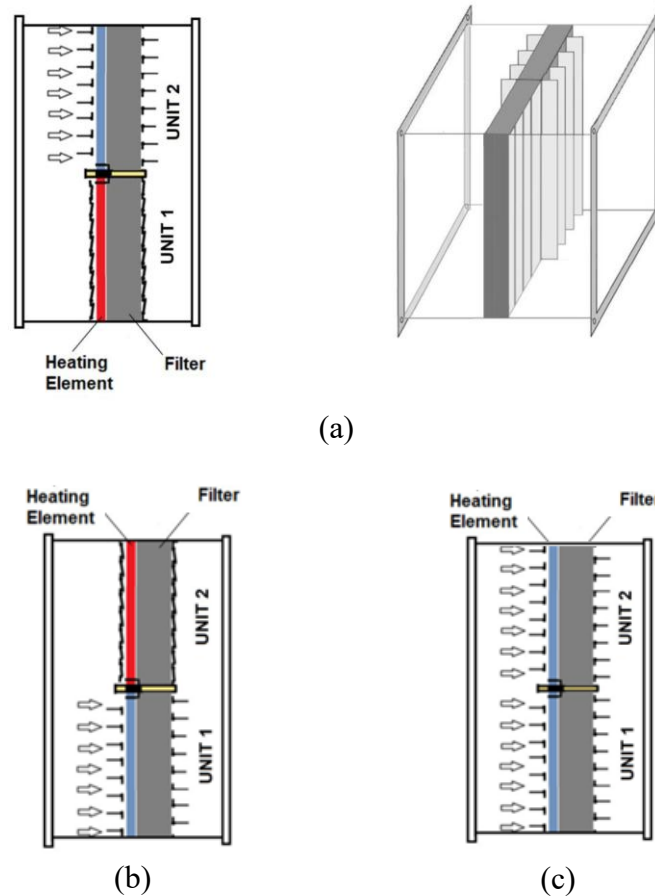 UNIT 2
UNIT 1
Heating
Element
Filter
(a)
Heating
Element
Filter
UNIT 2
UNIT 1
(b)
Heating
Element
Filter
UNIT 2
UNIT 1
(c)